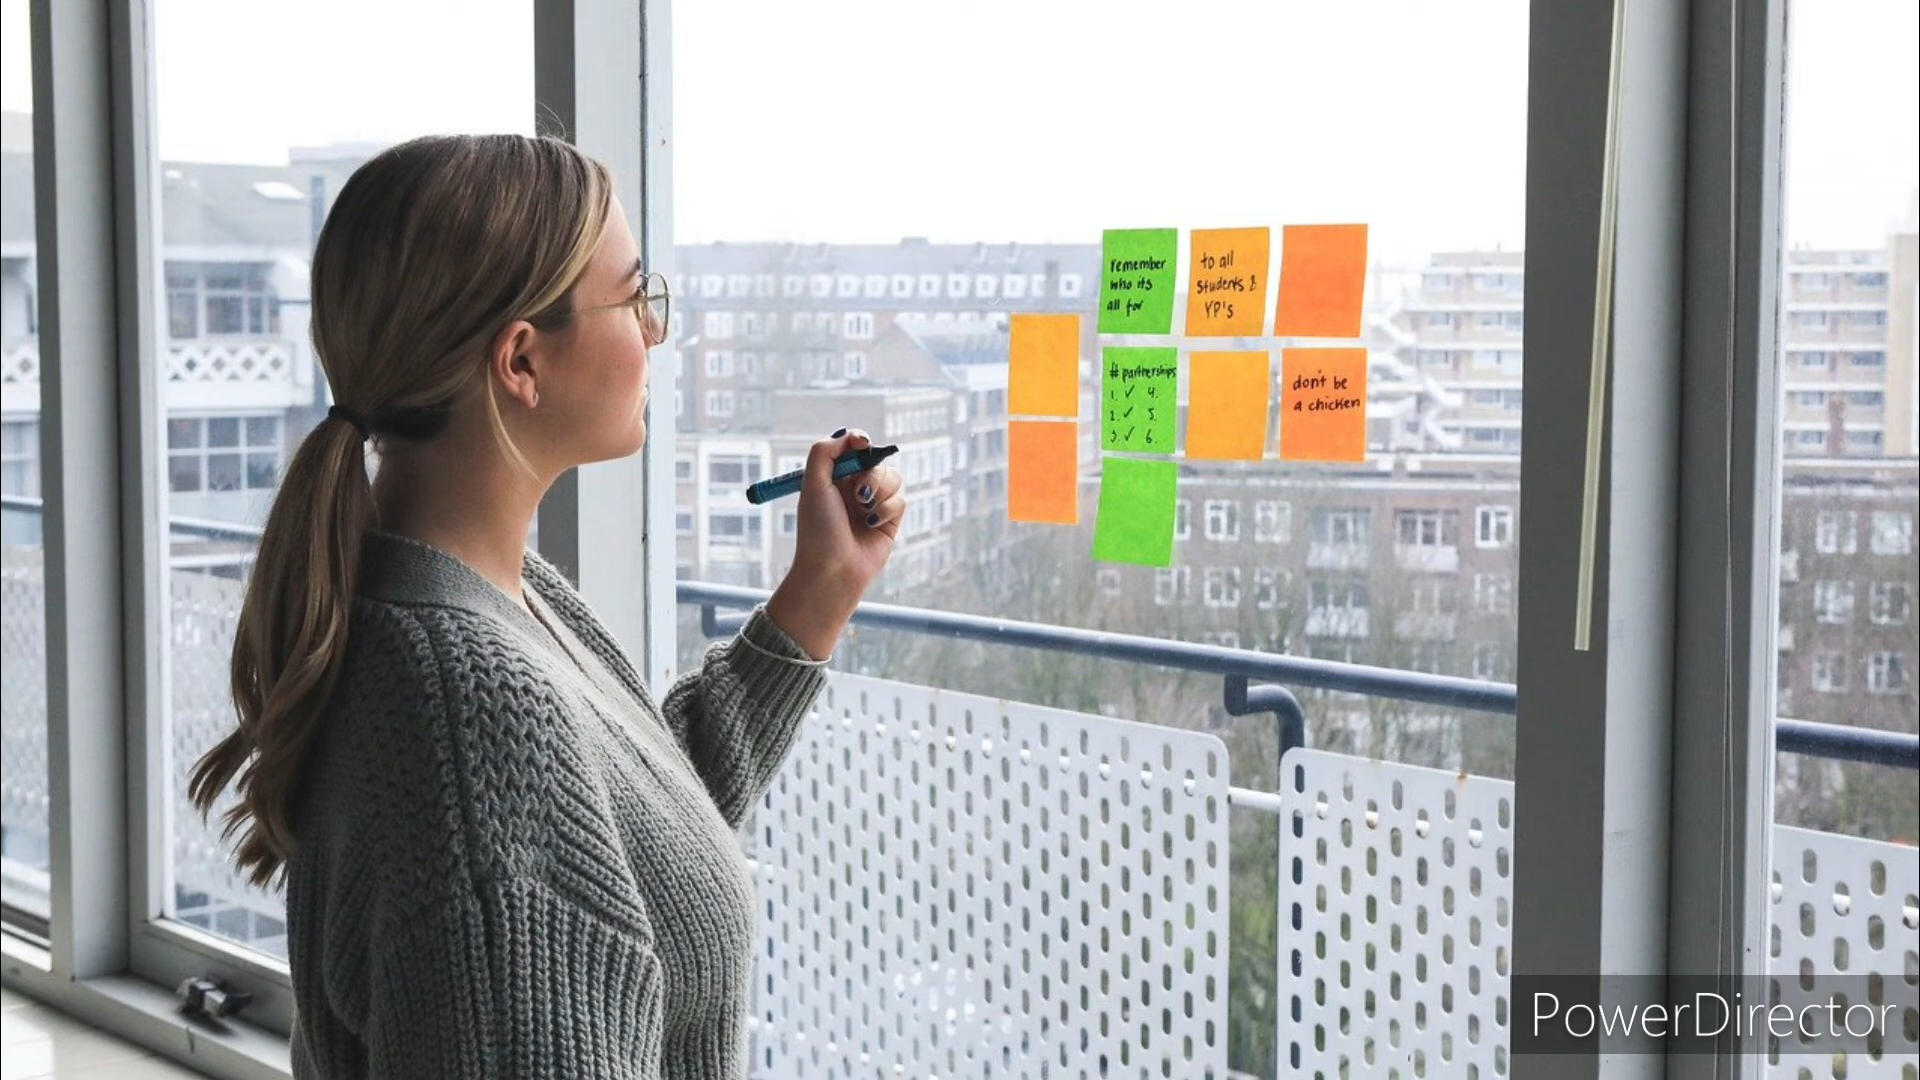 remember
who its
all for
to all
students &
YP's
# partnerships
1. ✓ 4.
2. ✓ 5.
3. ✓ 6.
don't be
a chicken
PowerDirector